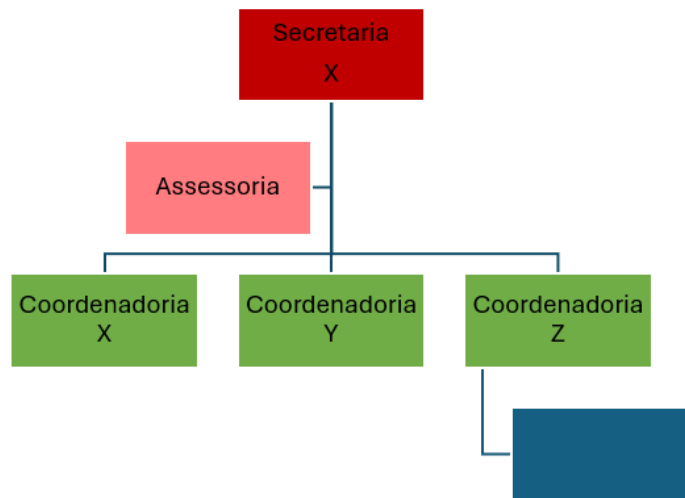 Secretaria
X
Assessoria
Coordenadoria
X
Coordenadoria
Y
Coordenadoria
Z